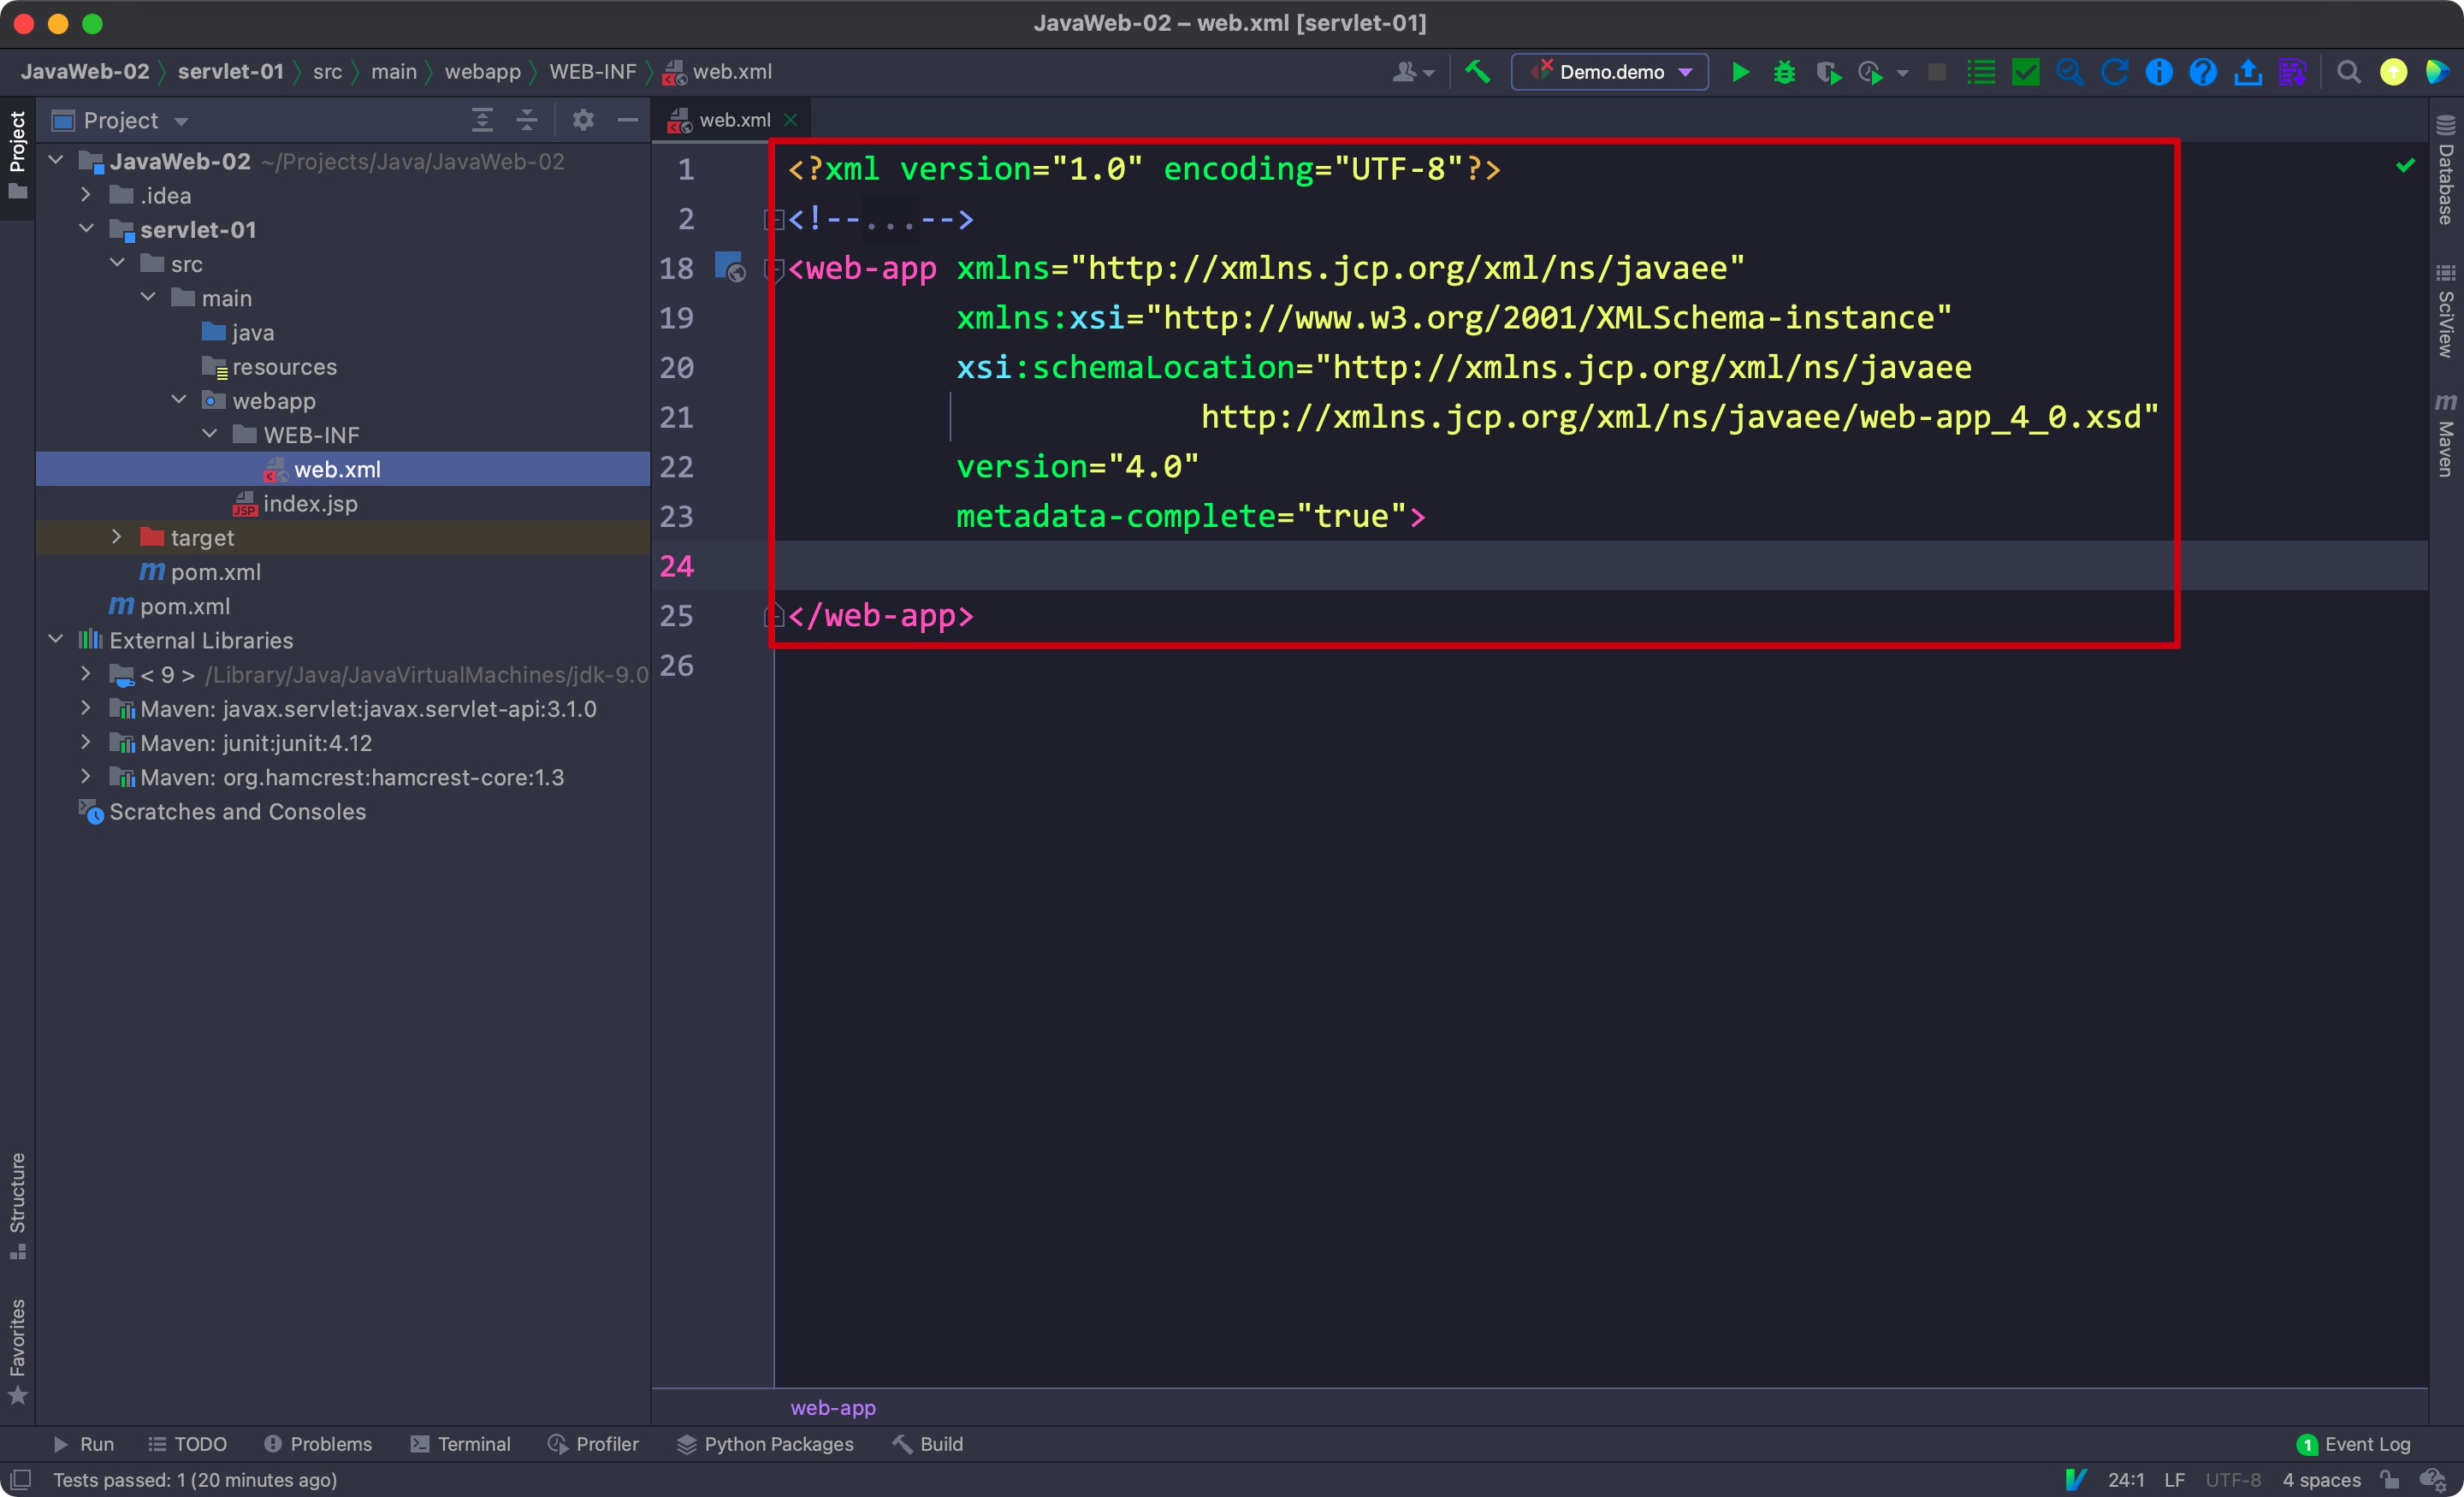 JavaWeb-02 – web.xml [servlet-01]
JavaWeb-02 servlet-01 src main webapp WEB-INF web.xml
Demo.demo
Project
Project
web.xml
JavaWeb-02 ~/Projects/Java/JavaWeb-02
.idea
servlet-01
src
main
java
resources
webapp
WEB-INF
web.xml
index.jsp
target
pom.xml
pom.xml
External Libraries
< 9 > /Library/Java/JavaVirtualMachines/jdk-9.0
Maven: javax.servlet:javax.servlet-api:3.1.0
Maven: junit:junit:4.12
Maven: org.hamcrest:hamcrest-core:1.3
Scratches and Consoles
1 <?xml version="1.0" encoding="UTF-8"?>
2 <!--...-->
18 <web-app xmlns="http://xmlns.jcp.org/xml/ns/javaee"
19 xmlns:xsi="http://www.w3.org/2001/XMLSchema-instance"
20 xsi:schemaLocation="http://xmlns.jcp.org/xml/ns/javaee
21 http://xmlns.jcp.org/xml/ns/javaee/web-app_4_0.xsd"
22 version="4.0"
23 metadata-complete="true">
24
25 </web-app>
26
Database
SciView
Maven
Structure
Favorites
web-app
Run TODO Problems Terminal Profiler Python Packages Build 1 Event Log
Tests passed: 1 (20 minutes ago) 24:1 LF UTF-8 4 spaces